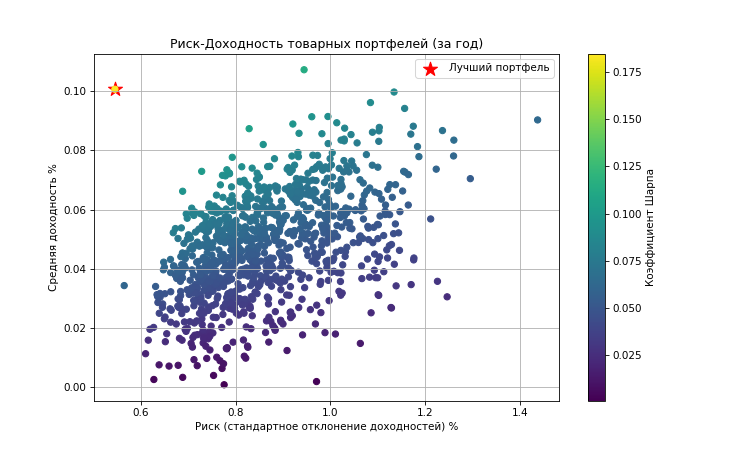 Риск-Доходность товарных портфелей (за год)
Лучший портфель
Средняя доходность %
0.10
0.08
0.06
0.04
0.02
0.00
0.6 0.8 1.0 1.2 1.4
Риск (стандартное отклонение доходностей) %
0.175
0.150
0.125
0.100
0.075
0.050
0.025
Коэффициент Шарпа